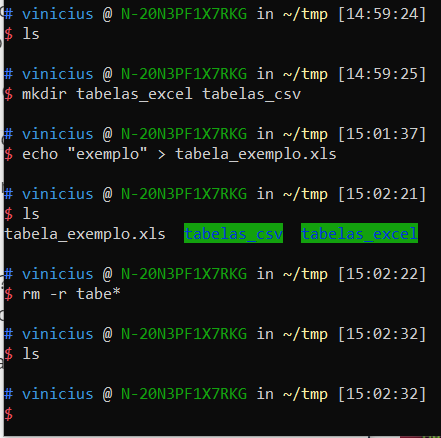 # vinicius @ N-20N3PF1X7RKG in ~/tmp [14:59:24]
$ ls
# vinicius @ N-20N3PF1X7RKG in ~/tmp [14:59:25]
$ mkdir tabelas_excel tabelas_csv
# vinicius @ N-20N3PF1X7RKG in ~/tmp [15:01:37]
$ echo "exemplo" > tabela_exemplo.xls
# vinicius @ N-20N3PF1X7RKG in ~/tmp [15:02:21]
$ ls
tabela_exemplo.xls  tabelas_csv  tabelas_excel
# vinicius @ N-20N3PF1X7RKG in ~/tmp [15:02:22]
$ rm -r tabe*
# vinicius @ N-20N3PF1X7RKG in ~/tmp [15:02:32]
$ ls
# vinicius @ N-20N3PF1X7RKG in ~/tmp [15:02:32]
$